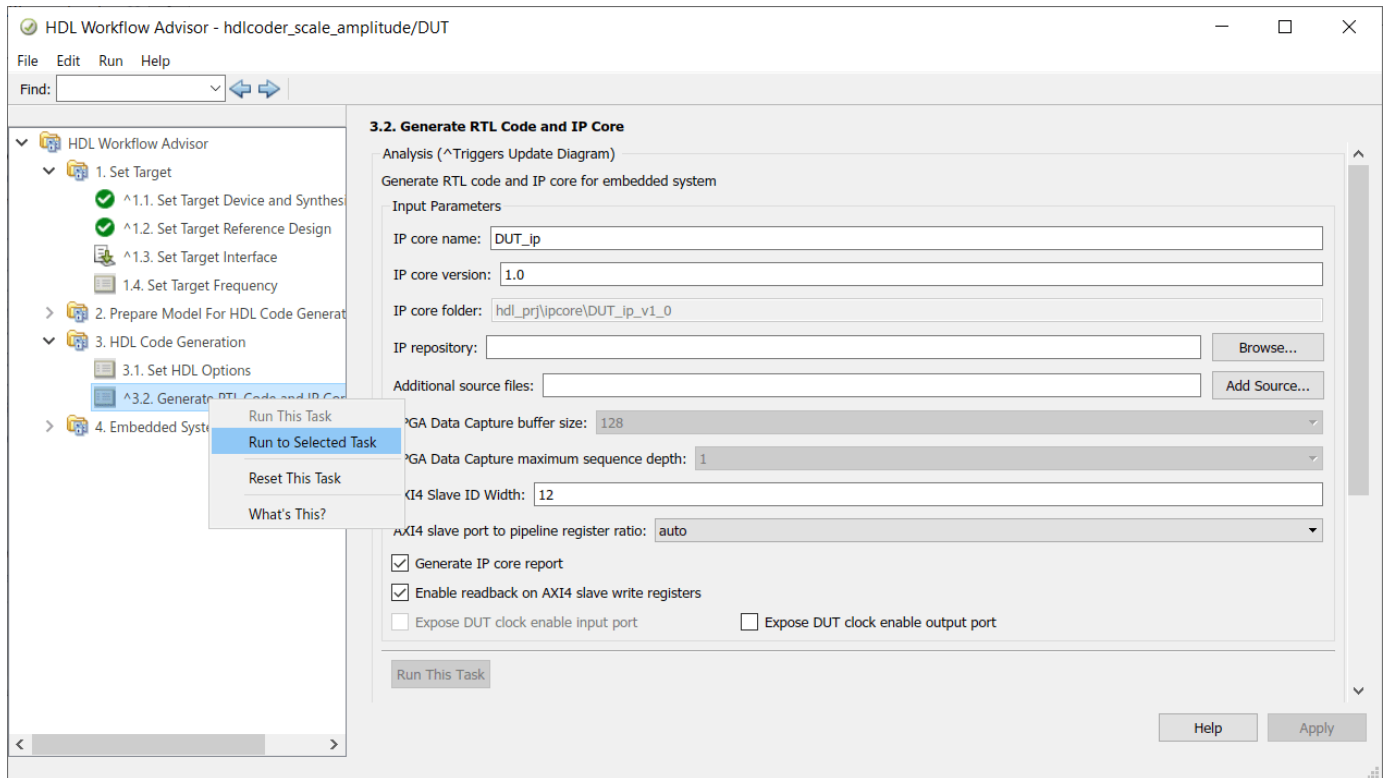 HDL Workflow Advisor - hdlcoder_scale_amplitude/DUT
File Edit Run Help
Find:
HDL Workflow Advisor
1. Set Target
^1.1. Set Target Device and Synthesi
^1.2. Set Target Reference Design
^1.3. Set Target Interface
1.4. Set Target Frequency
2. Prepare Model For HDL Code Generat
3. HDL Code Generation
3.1. Set HDL Options
^3.2. Generate RTL Code and IP Cor
4. Embedded Syste
Run This Task
Run to Selected Task
Reset This Task
What's This?
3.2. Generate RTL Code and IP Core
Analysis (^Triggers Update Diagram)
Generate RTL code and IP core for embedded system
Input Parameters
IP core name: DUT_ip
IP core version: 1.0
IP core folder: hdl_prj\ipcore\DUT_ip_v1_0
IP repository: Browse...
Additional source files: Add Source...
PGA Data Capture buffer size: 128
PGA Data Capture maximum sequence depth: 1
AXI4 Slave ID Width: 12
AXI4 slave port to pipeline register ratio: auto
Generate IP core report
Enable readback on AXI4 slave write registers
Expose DUT clock enable input port Expose DUT clock enable output port
Run This Task
Help Apply